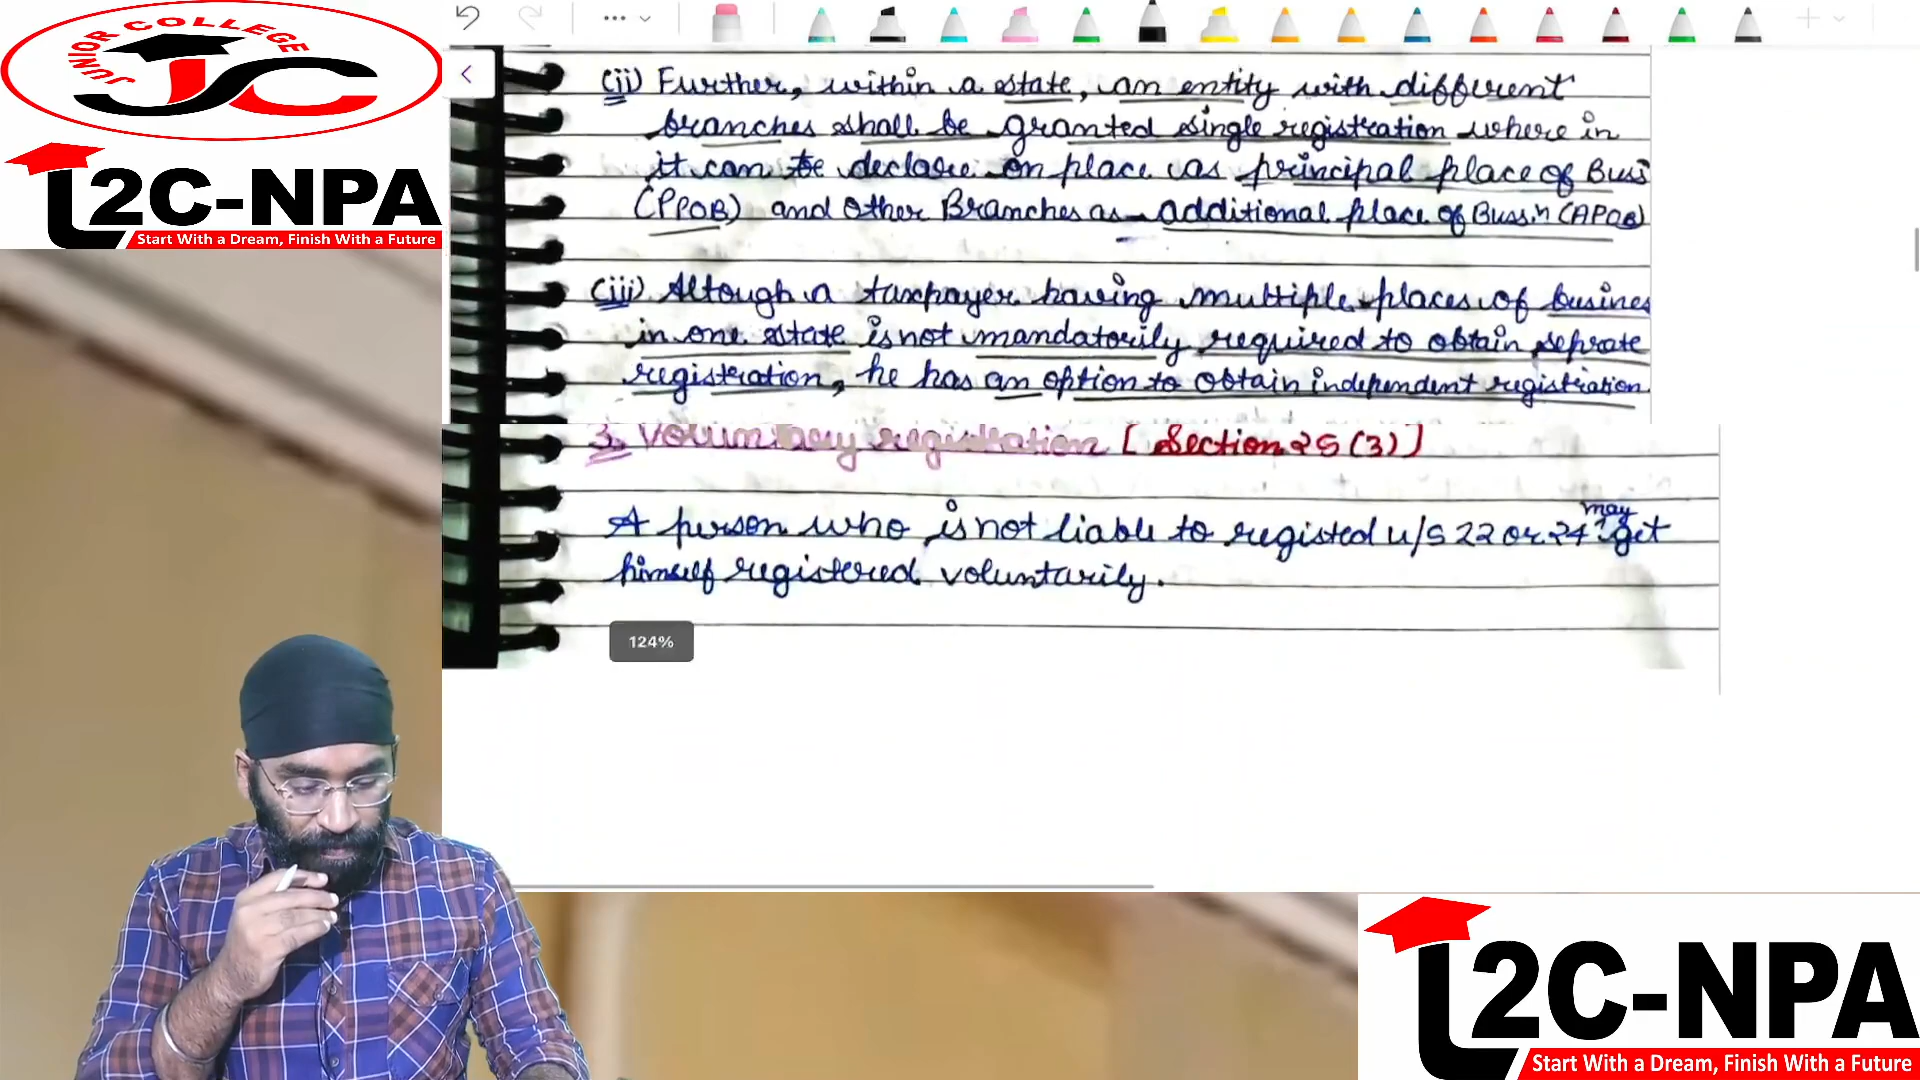 JUNIOR COLLEGE
JC
L2C-NPA
Start With a Dream, Finish With a Future
(ii) Further, within a state, an entity with different
branches shall be granted single registration where in
it can be declare on place as principal place of Busi
(PPOB) and other Branches as additional place of Bussin (APOB)
(iii) Altough a taxpayer having multiple places of busines
in one state is not mandatorily required to obtain seprate
registration, he has an option to obtain independent registration
3. Voluntary registration [Section 25 (3)]
A person who is not liable to registed u/s 22 or 24 may get
himself registered voluntarily.
124%
L2C-NPA
Start With a Dream, Finish With a Future